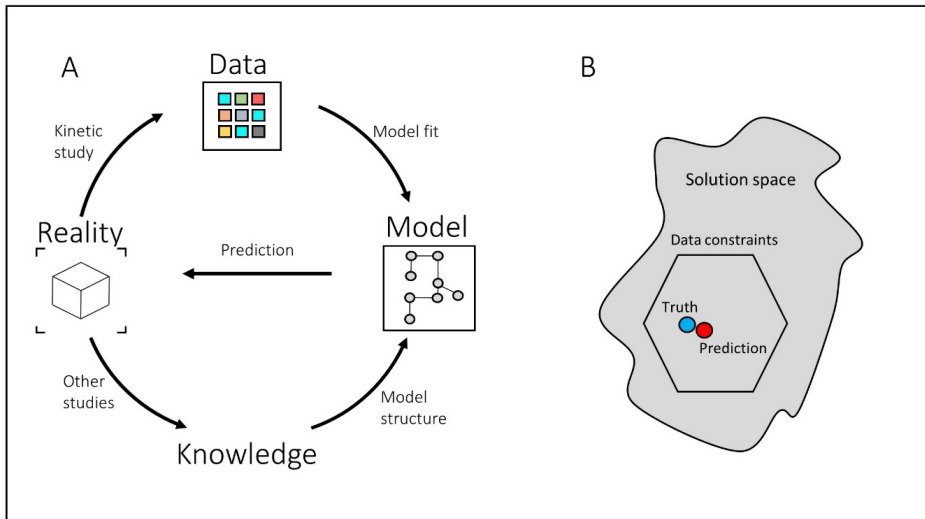 A
Data
Kinetic
study
Model fit
Reality
Model
Prediction
Other
studies
Model
structure
Knowledge
B
Solution space
Data constraints
Truth
Prediction